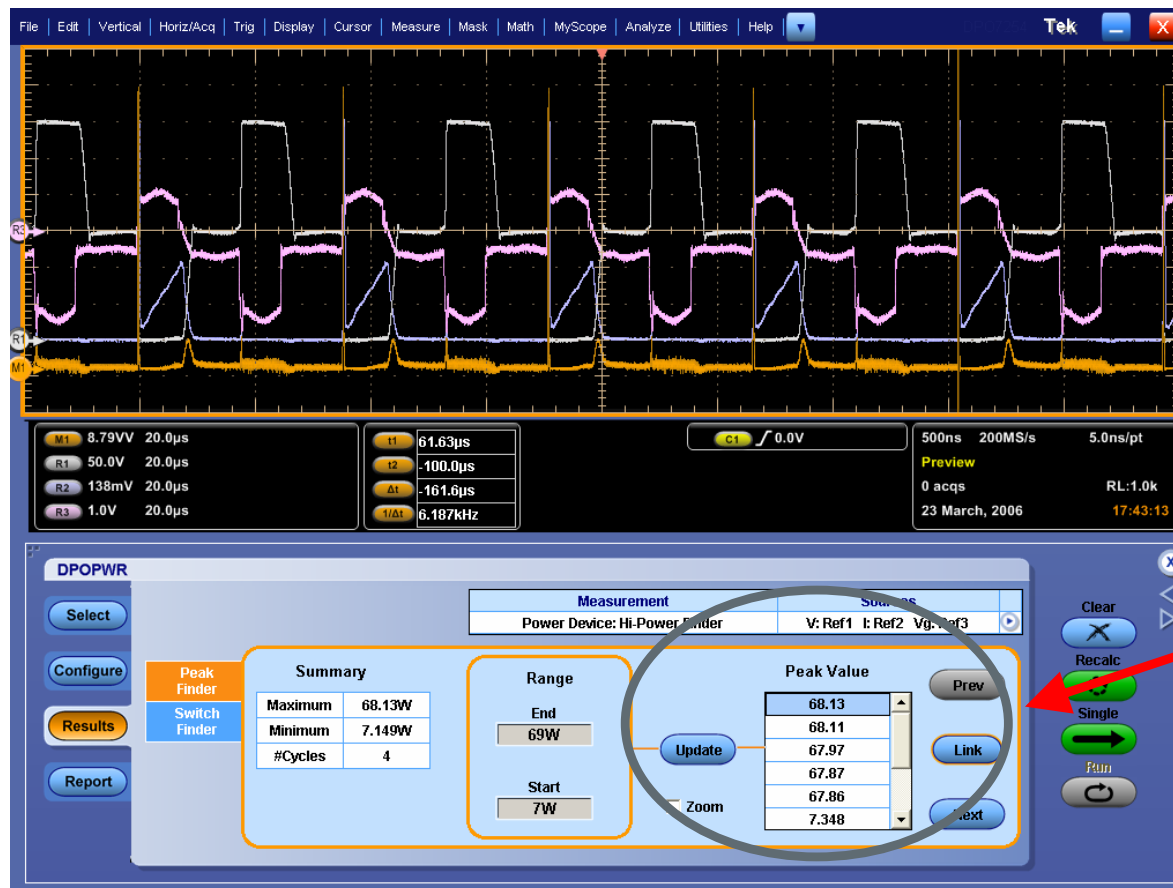 File | Edit | Vertical | Horiz/Acq | Trig | Display | Cursor | Measure | Mask | Math | MyScope | Analyze | Utilities | Help | Tek X
R3
R1
M1
M1 8.79VV 20.0µs
R1 50.0V 20.0µs
R2 138mV 20.0µs
R3 1.0V 20.0µs
t1 61.63µs
t2 -100.0µs
Δt -161.6µs
1/Δt 6.187kHz
C1 0.0V
500ns 200MS/s 5.0ns/pt
Preview
0 acqs RL:1.0k
23 March, 2006 17:43:13
DPOPWR
X
Select
Configure
Results
Report
Peak
Finder
Switch
Finder
Measurement Sources
Power Device: Hi-Power Finder V: Ref1 I: Ref2 Vg: Ref3
Summary
Maximum 68.13W
Minimum 7.149W
#Cycles 4
Range
End
69W
Start
7W
Update
Zoom
Peak Value
68.13
68.11
67.97
67.87
67.86
7.348
Prev
Link
Next
Clear
Recalc
Single
Run